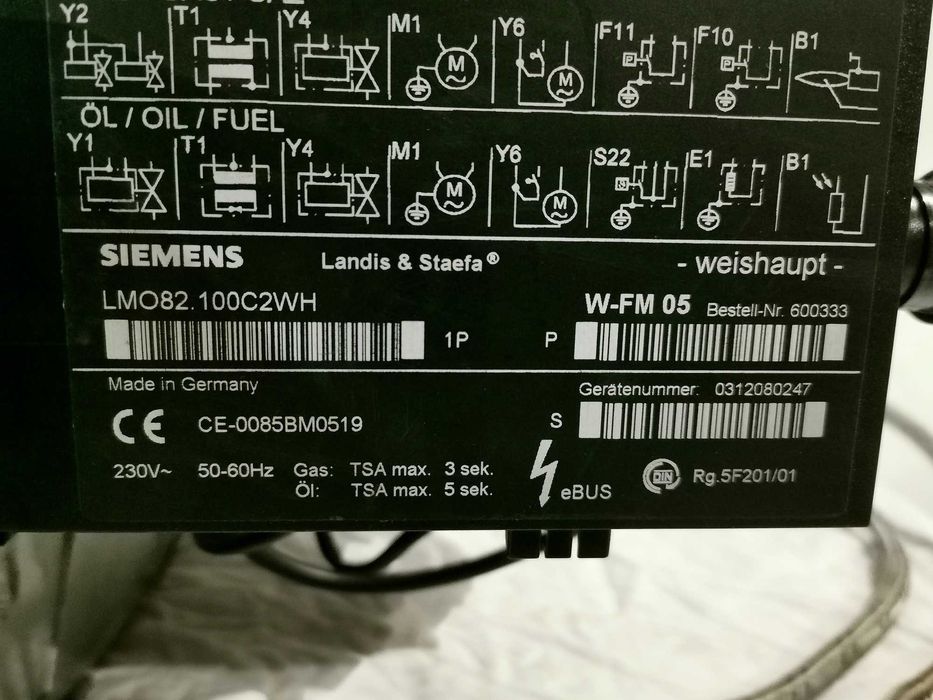 Y2 T1 Y4 M1 Y6 F11 F10 B1
M M P P
ÖL / OIL / FUEL
Y1 T1 Y4 M1 Y6 S22 E1 B1
M M N
SIEMENS Landis & Staefa® - weishaupt -
LMO82.100C2WH W-FM 05 Bestell-Nr. 600333
1P P
Made in Germany Gerätenummer: 0312080247
CE CE-0085BM0519 S
230V~ 50-60Hz Gas: TSA max. 3 sek. DIN Rg.5F201/01
Öl: TSA max. 5 sek. eBUS